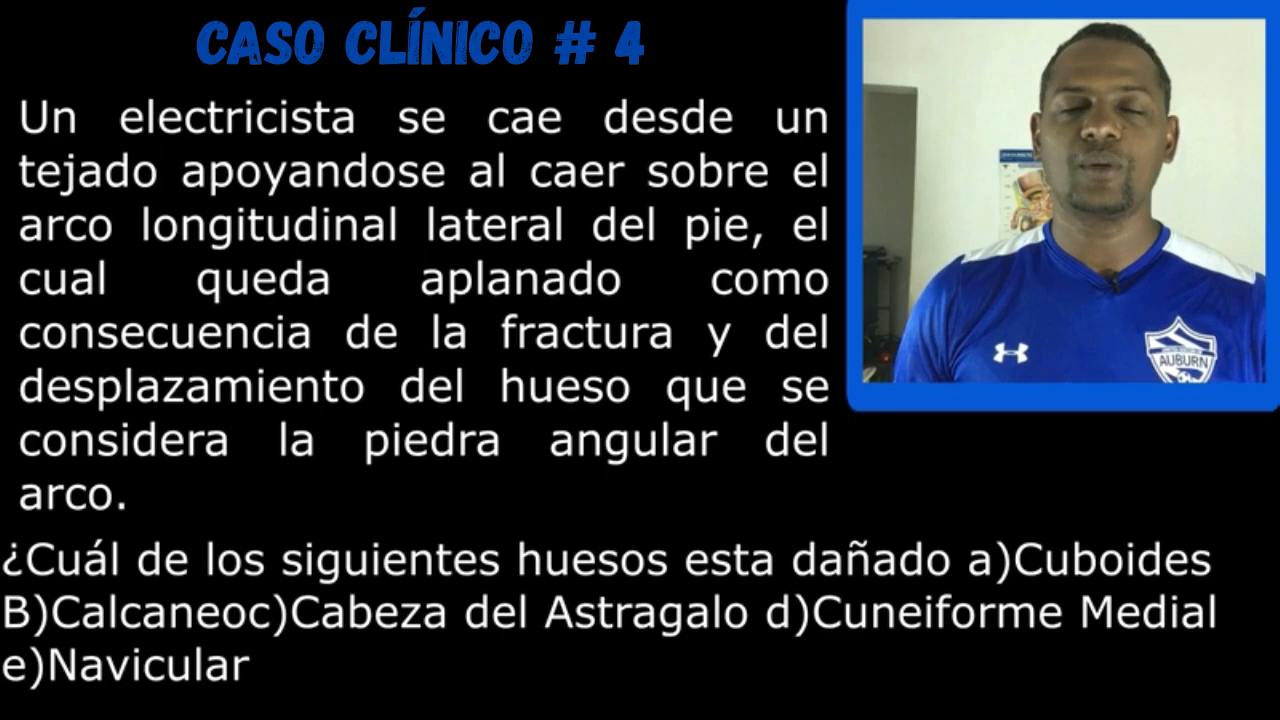 CASO CLÍNICO # 4
Un electricista se cae desde un
tejado apoyandose al caer sobre el
arco longitudinal lateral del pie, el
cual queda aplanado como
consecuencia de la fractura y del
desplazamiento del hueso que se
considera la piedra angular del
arco.
¿Cuál de los siguientes huesos esta dañado a)Cuboides
B)Calcaneoc)Cabeza del Astragalo d)Cuneiforme Medial
e)Navicular
AUBURN